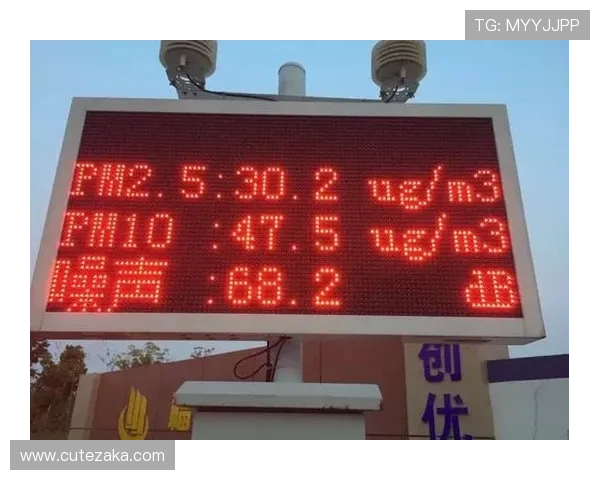 TG: MYYJJPP
PM2.5:30.2 ug/m3
PM10 :47.5 ug/m3
噪声 :68.2 dB
创优
www.cutezaka.com